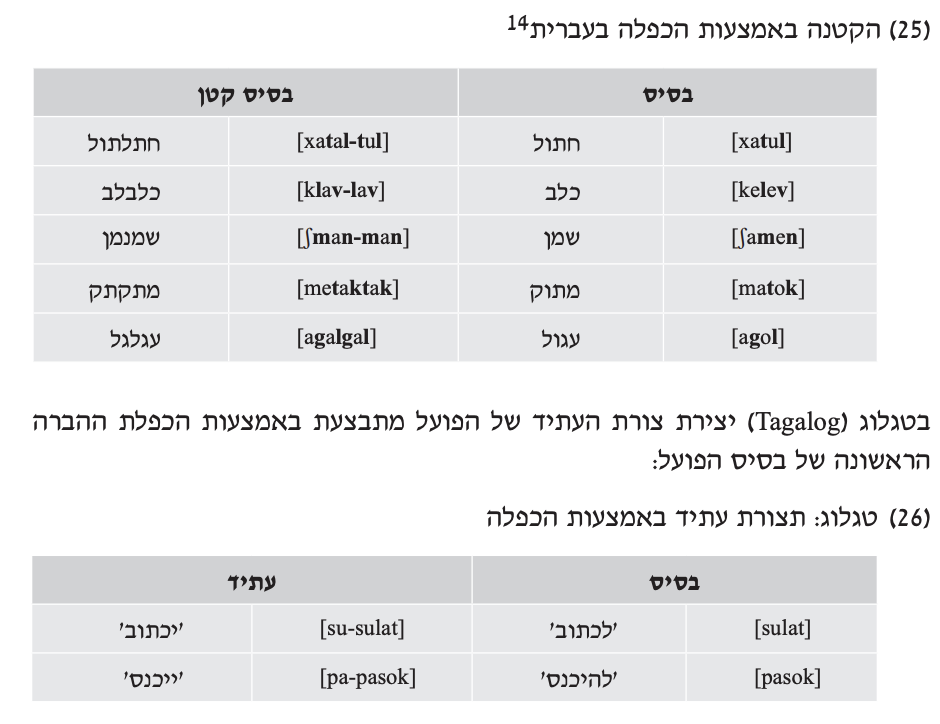 (25) הקטנה באמצעות הכפלה בעברית14
בסיס בסיס קטן
[xatul] חתול [xatal-tul] חתלתול
[kelev] כלב [klav-lav] כלבלב
[ʃamen] שמן [ʃman-man] שמנמן
[matok] מתוק [metaktak] מתקתק
[agol] עגול [agalgal] עגלגל
בטגלוג (Tagalog) יצירת צורת העתיד של הפועל מתבצעת באמצעות הכפלת ההברה
הראשונה של בסיס הפועל:
(26) טגלוג: תצורת עתיד באמצעות הכפלה
בסיס עתיד
[sulat] 'לכתוב' [su-sulat] 'יכתוב'
[pasok] 'להיכנס' [pa-pasok] 'ייכנס'